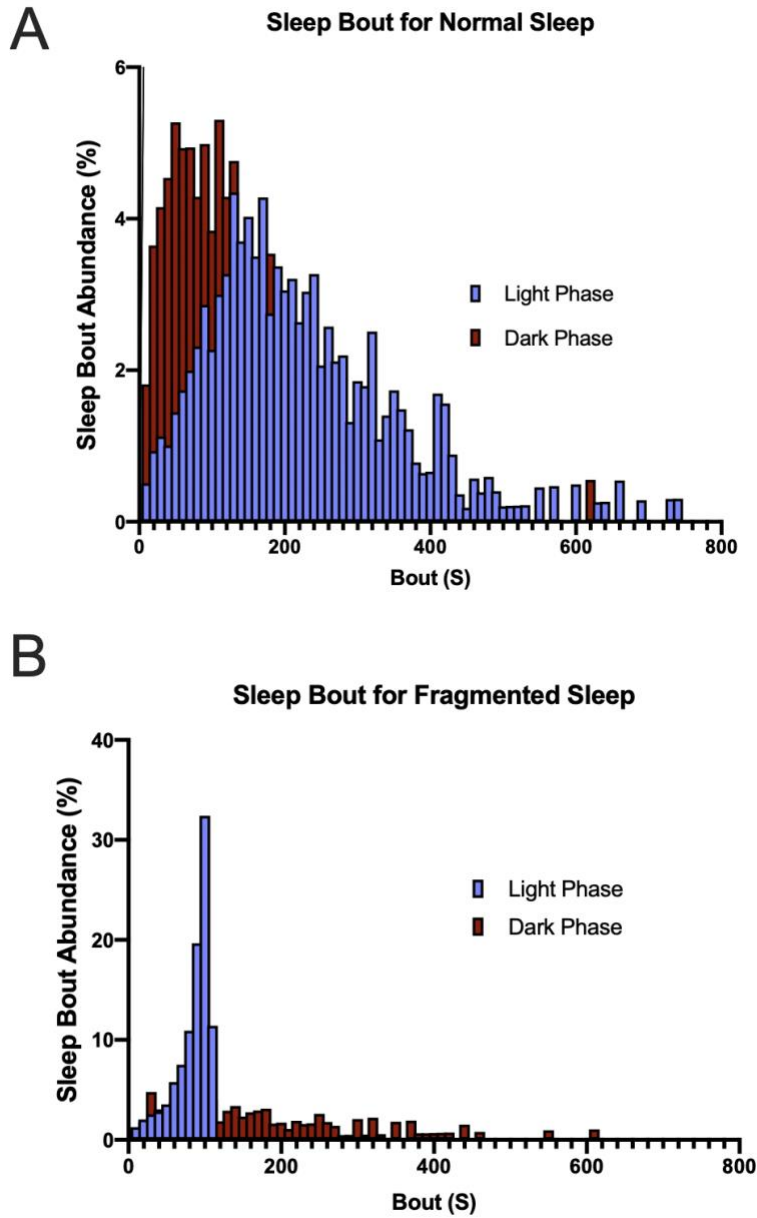 A
Sleep Bout for Normal Sleep
Sleep Bout Abundance (%)
6
4
2
0
0 200 400 600 800
Bout (S)
Light Phase
Dark Phase
B
Sleep Bout for Fragmented Sleep
Sleep Bout Abundance (%)
40
30
20
10
0
0 200 400 600 800
Bout (S)
Light Phase
Dark Phase